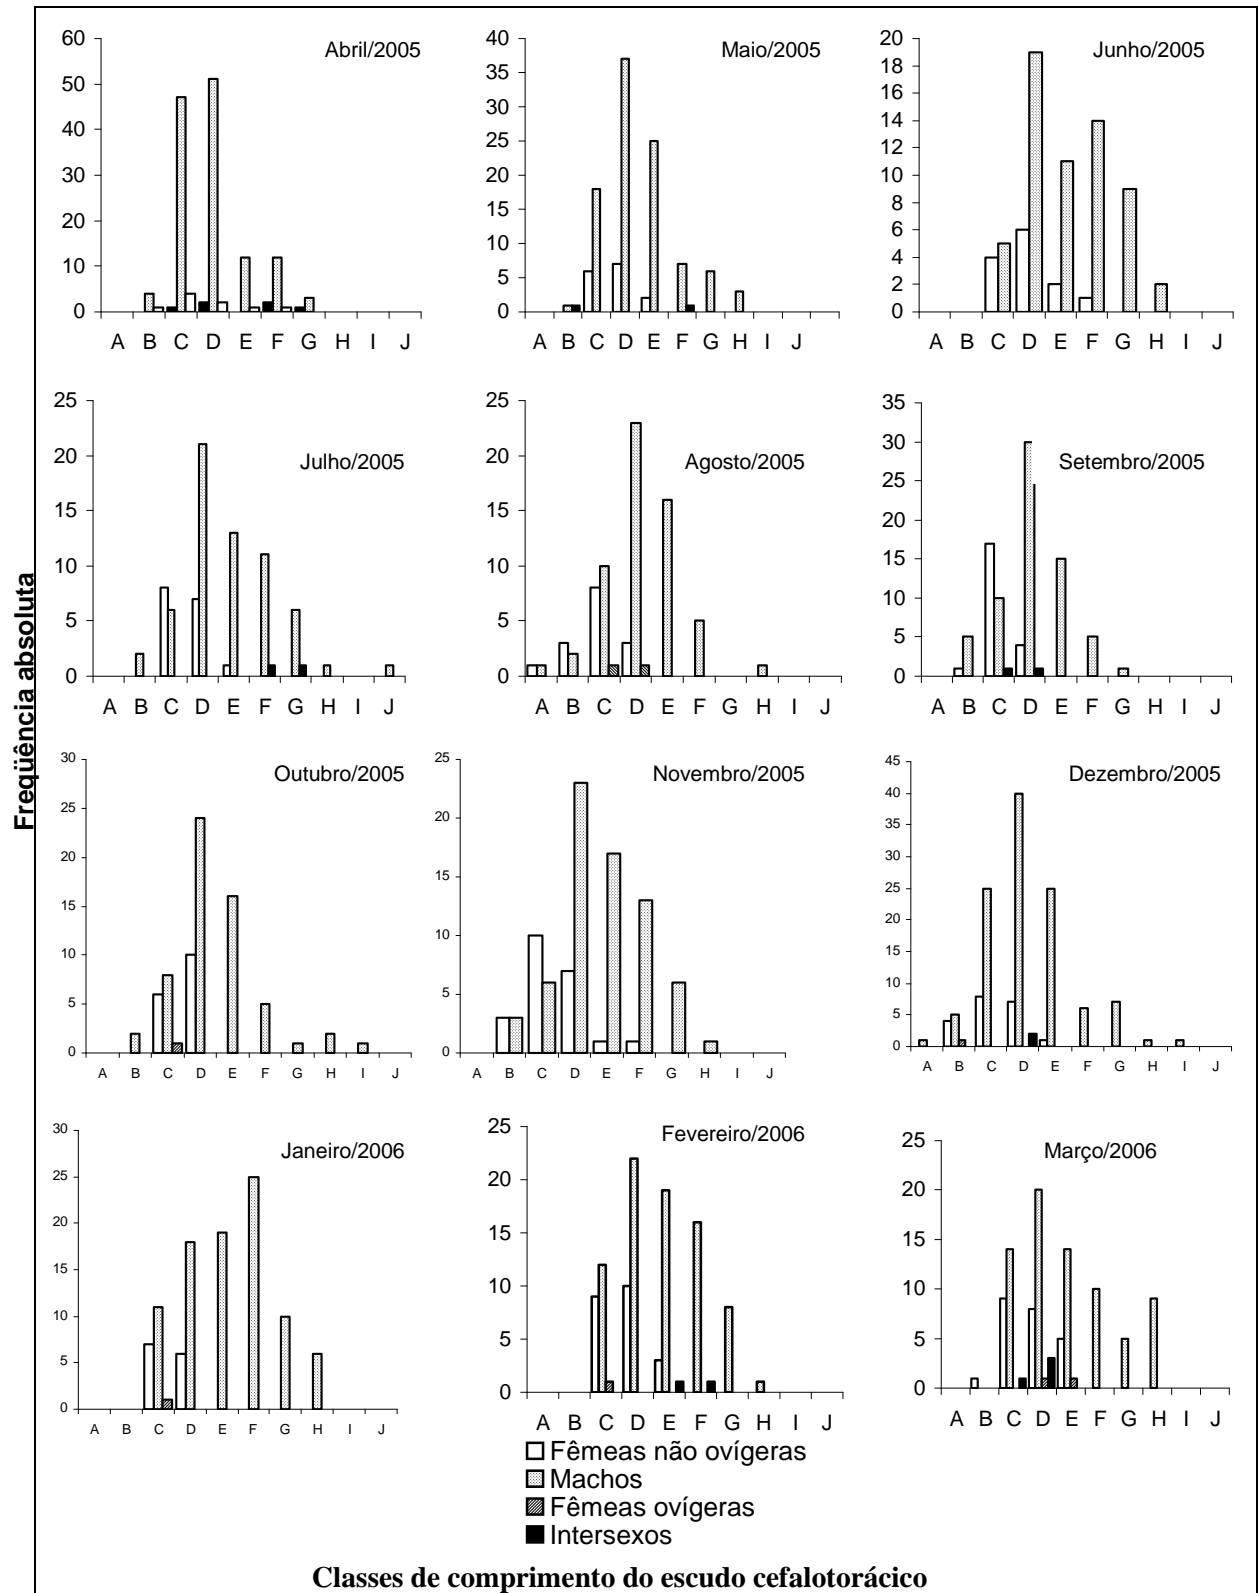 Freqüência absoluta
Abril/2005
60
50
40
30
20
10
0
A B C D E F G H I J
Maio/2005
40
35
30
25
20
15
10
5
0
A B C D E F G H I J
Junho/2005
20
18
16
14
12
10
8
6
4
2
0
A B C D E F G H I J
Julho/2005
25
20
15
10
5
0
A B C D E F G H I J
Agosto/2005
25
20
15
10
5
0
A B C D E F G H J
Setembro/2005
35
30
25
20
15
10
5
0
A B C D E F G H I J
Outubro/2005
30
25
20
15
10
5
0
A B C D E F G H I J
Novembro/2005
25
20
15
10
5
0
A B C D E F G H I J
Dezembro/2005
45
40
35
30
25
20
15
10
5
0
A B C D E F G H I J
Janeiro/2006
30
25
20
15
10
5
0
A B C D E F G H I J
Fevereiro/2006
25
20
15
10
5
0
A B C D E F G H I J
Março/2006
25
20
15
10
5
0
A B C D E F G H I J
Fêmeas não ovígeras
Machos
Fêmeas ovígeras
Intersexos
Classes de comprimento do escudo cefalotorácico